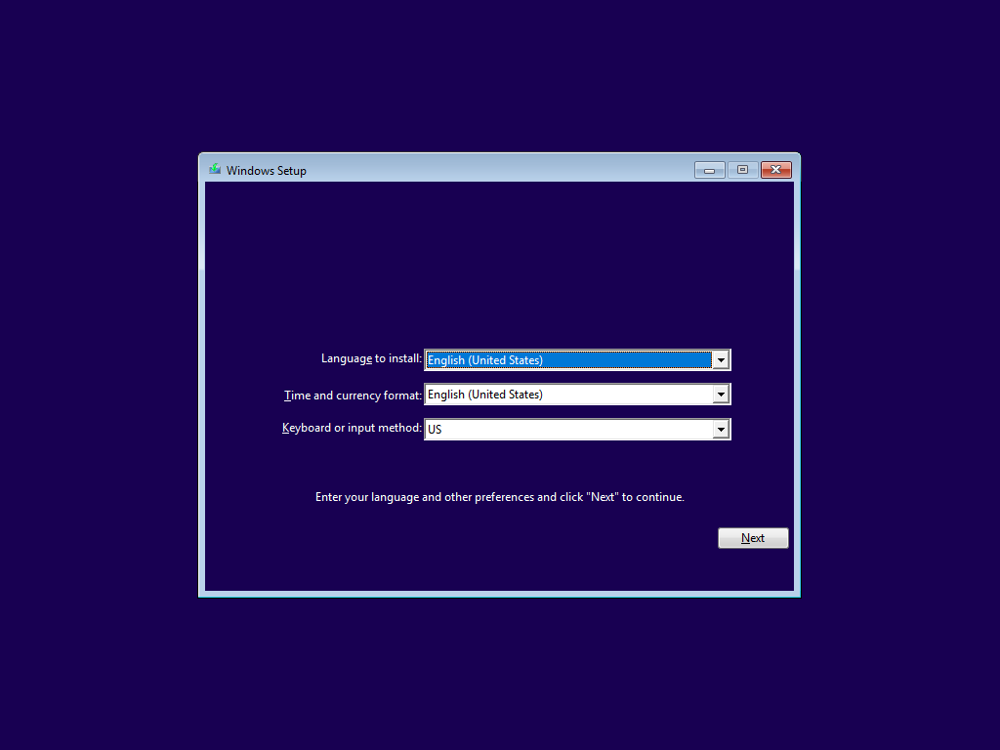 Windows Setup
Language to install: English (United States)
Time and currency format: English (United States)
Keyboard or input method: US
Enter your language and other preferences and click "Next" to continue.
Next